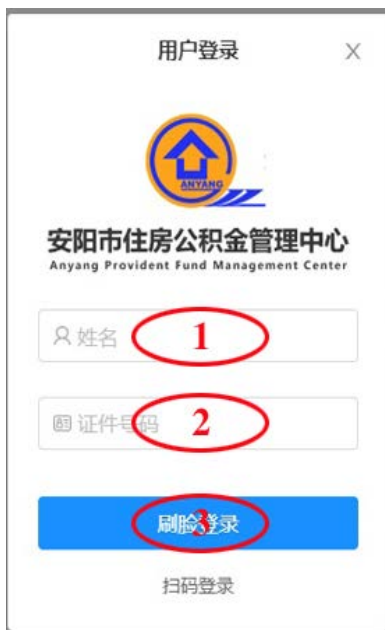 用户登录 X
ANYANG
安阳市住房公积金管理中心
Anyang Provident Fund Management Center
姓名 1
证件号码 2
刷脸登录 3
扫码登录